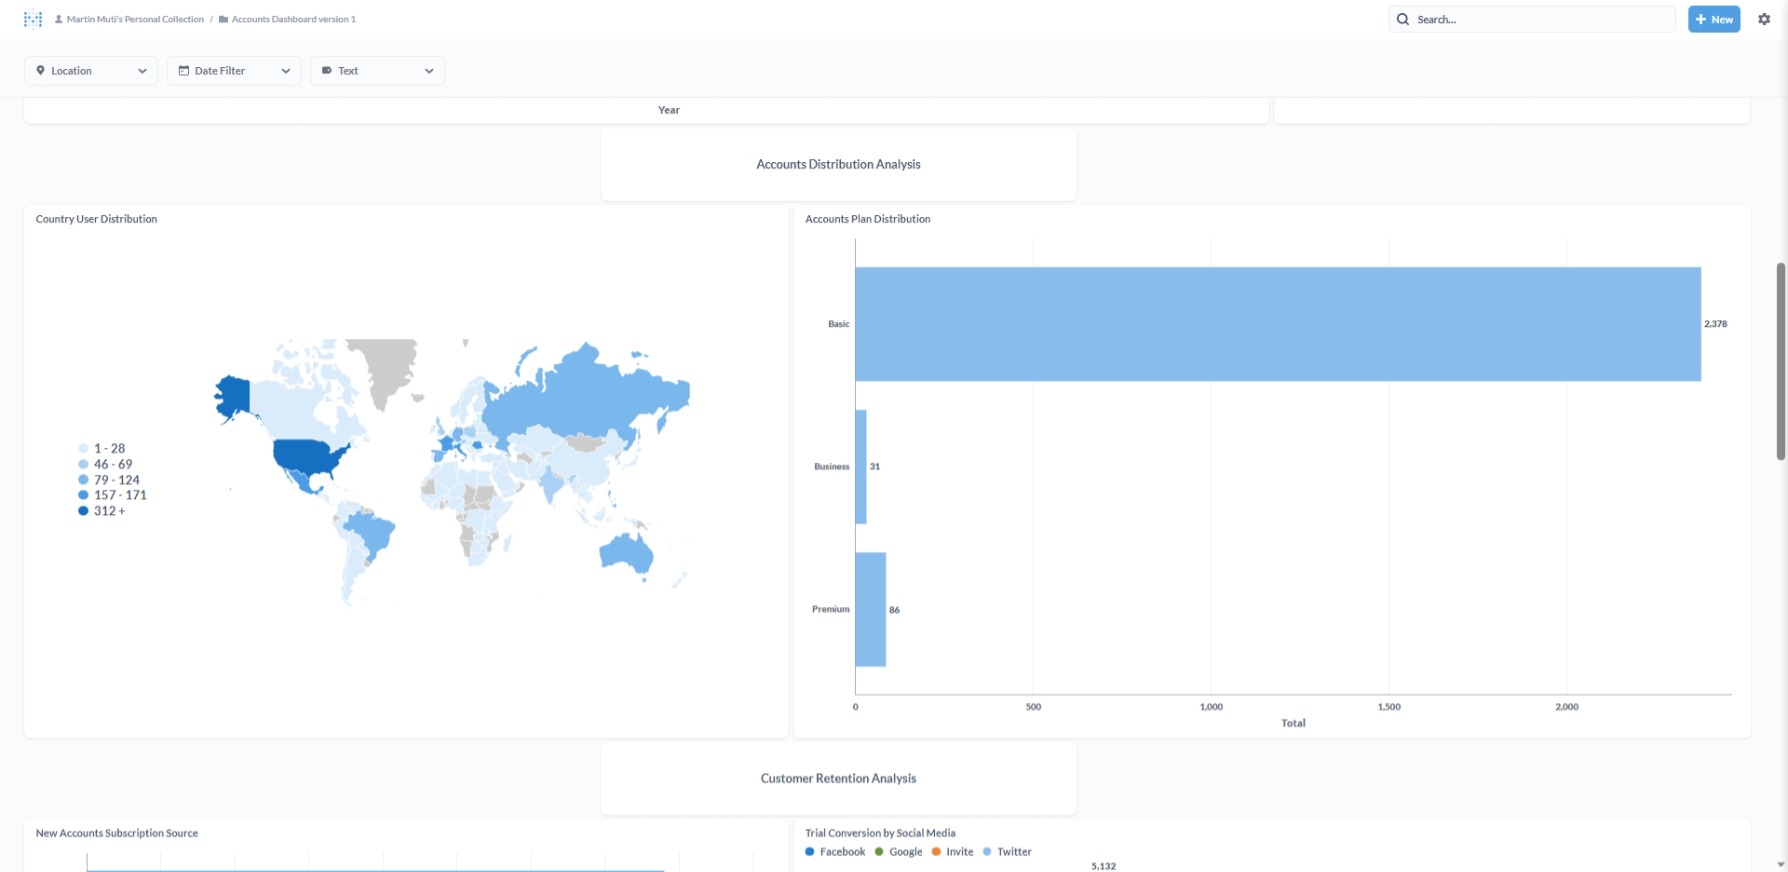 Martin Muti's Personal Collection / Accounts Dashboard version 1
Search...
New
Location
Date Filter
Text
Year
Accounts Distribution Analysis
Country User Distribution
1 - 28
46 - 69
79 - 124
157 - 171
312 +
Accounts Plan Distribution
Basic
2,378
Business
31
Premium
86
0 500 1,000 1,500 2,000
Total
Customer Retention Analysis
New Accounts Subscription Source
Trial Conversion by Social Media
Facebook Google Invite Twitter
5,132